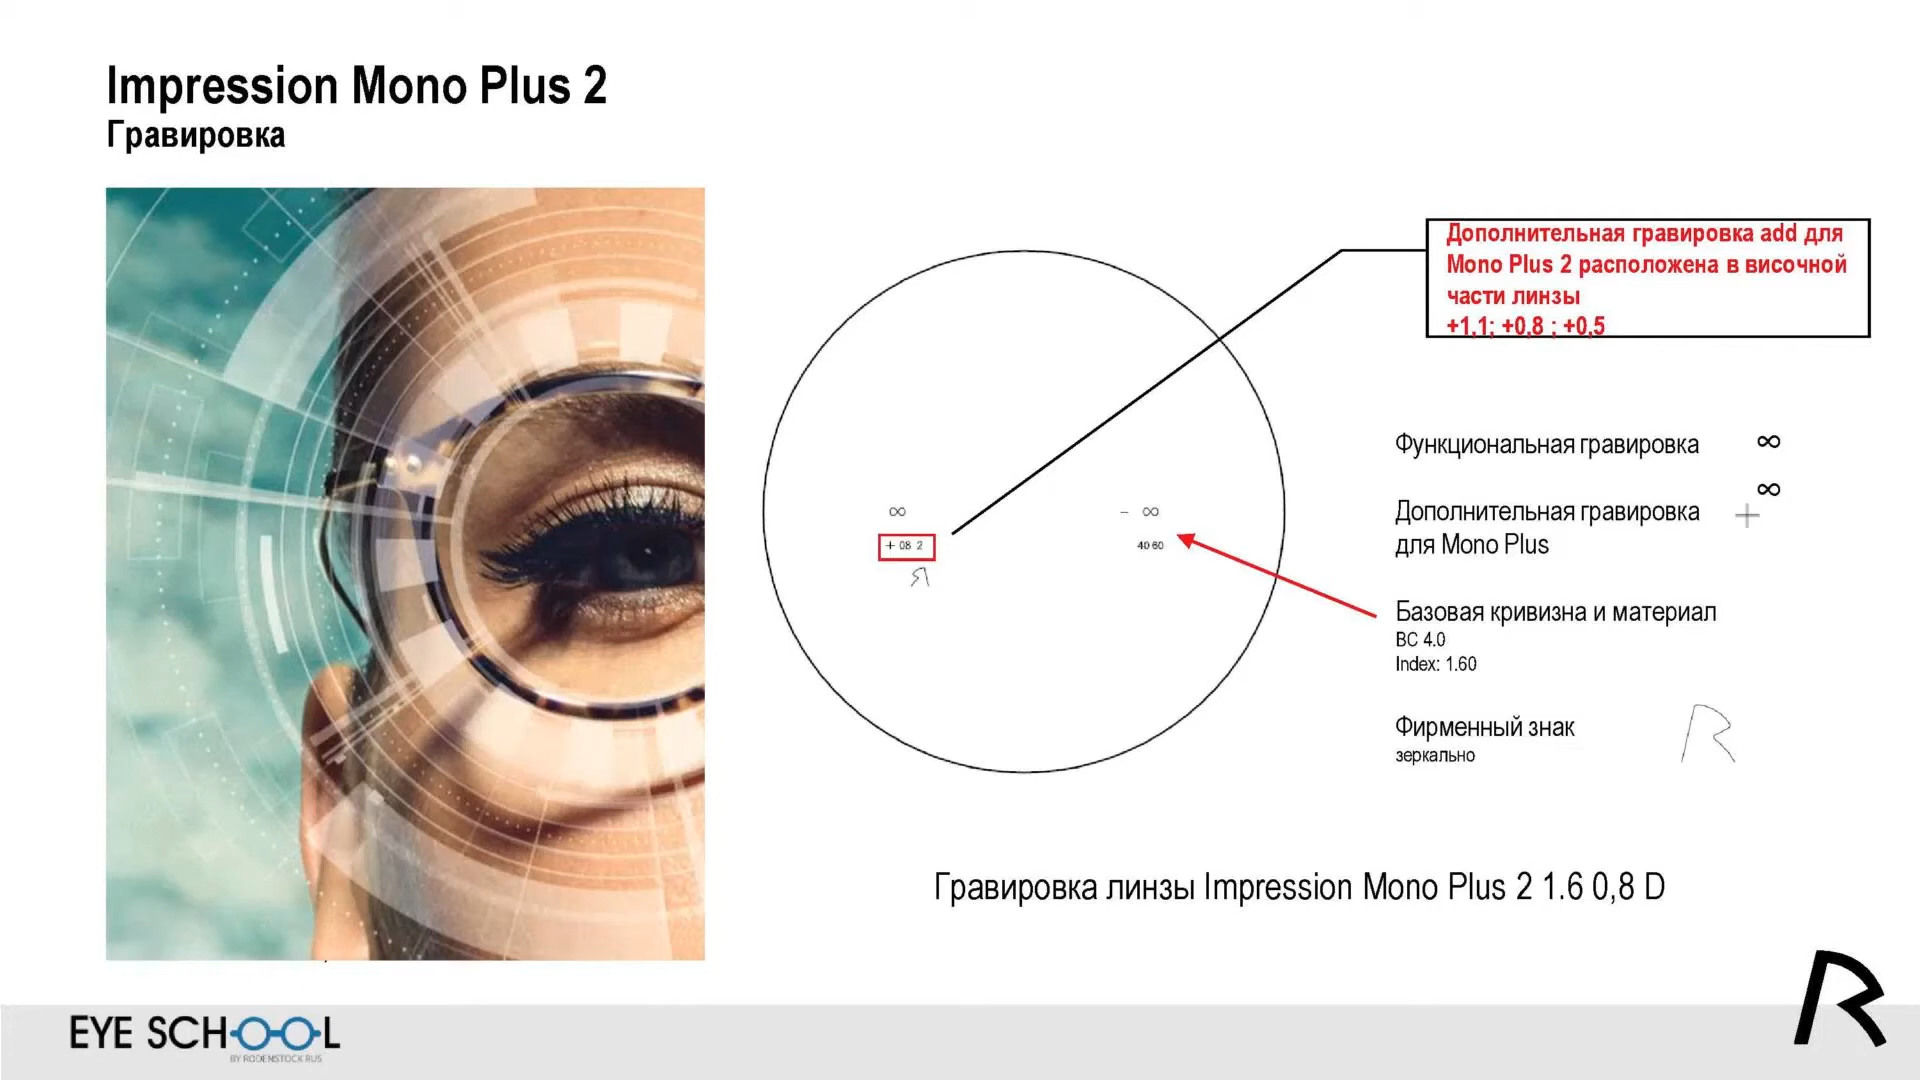 Impression Mono Plus 2
Гравировка
Дополнительная гравировка add для
Mono Plus 2 расположена в височной
части линзы
+1,1; +0,8 ; +0,5
Функциональная гравировка ∞
∞
Дополнительная гравировка +
для Mono Plus
∞
– ∞
+ 08 2
40 60
R
Базовая кривизна и материал
BC 4.0
Index: 1.60
Фирменный знак R
зеркально
Гравировка линзы Impression Mono Plus 2 1.6 0,8 D
R
EYE SCHOOL
BY RODENSTOCK RUS